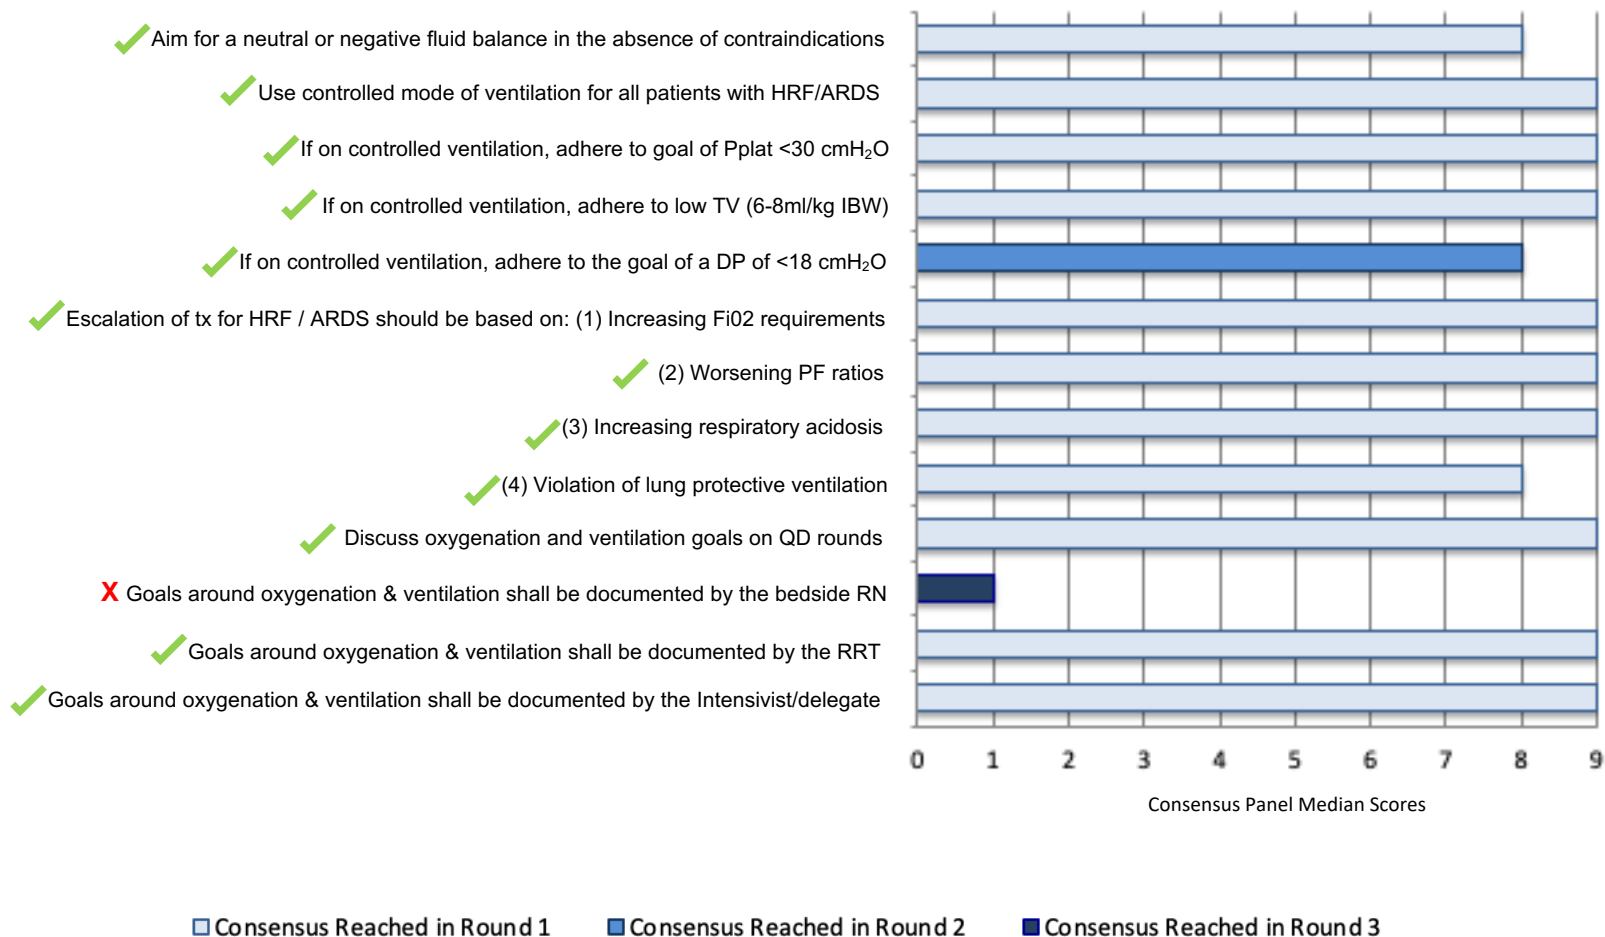 Aim for a neutral or negative fluid balance in the absence of contraindications
Use controlled mode of ventilation for all patients with HRF/ARDS
If on controlled ventilation, adhere to goal of Pplat <30 cmH₂O
If on controlled ventilation, adhere to low TV (6-8ml/kg IBW)
If on controlled ventilation, adhere to the goal of a DP of <18 cmH₂O
Escalation of tx for HRF / ARDS should be based on: (1) Increasing Fi02 requirements
(2) Worsening PF ratios
(3) Increasing respiratory acidosis
(4) Violation of lung protective ventilation
Discuss oxygenation and ventilation goals on QD rounds
X Goals around oxygenation & ventilation shall be documented by the bedside RN
Goals around oxygenation & ventilation shall be documented by the RRT
Goals around oxygenation & ventilation shall be documented by the Intensivist/delegate
0 1 2 3 4 5 6 7 8 9
Consensus Panel Median Scores
Consensus Reached in Round 1 Consensus Reached in Round 2 Consensus Reached in Round 3